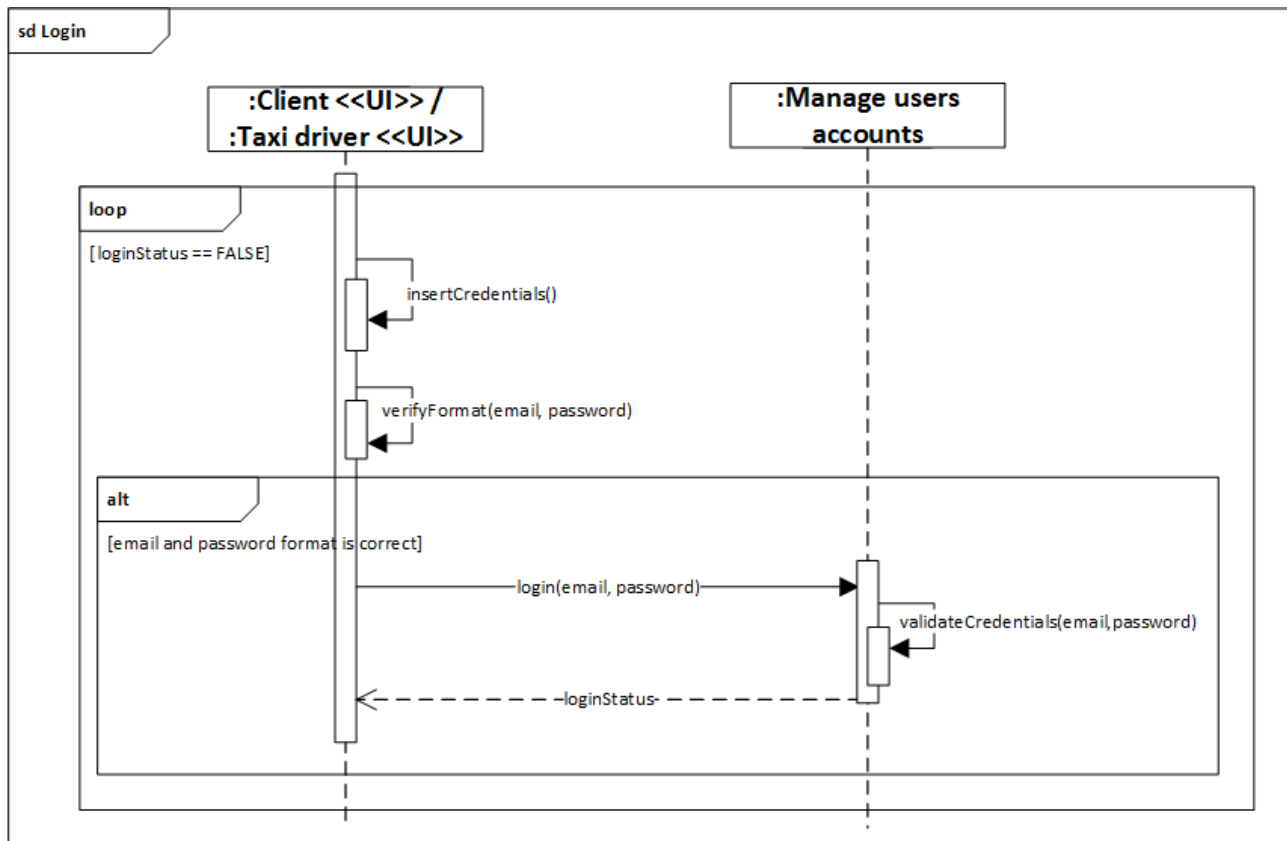 sd Login
:Client <<UI>> /
:Taxi driver <<UI>>
:Manage users
accounts
loop
[loginStatus == FALSE]
insertCredentials()
verifyFormat(email, password)
alt
[email and password format is correct]
login(email, password)
validateCredentials(email,password)
loginStatus